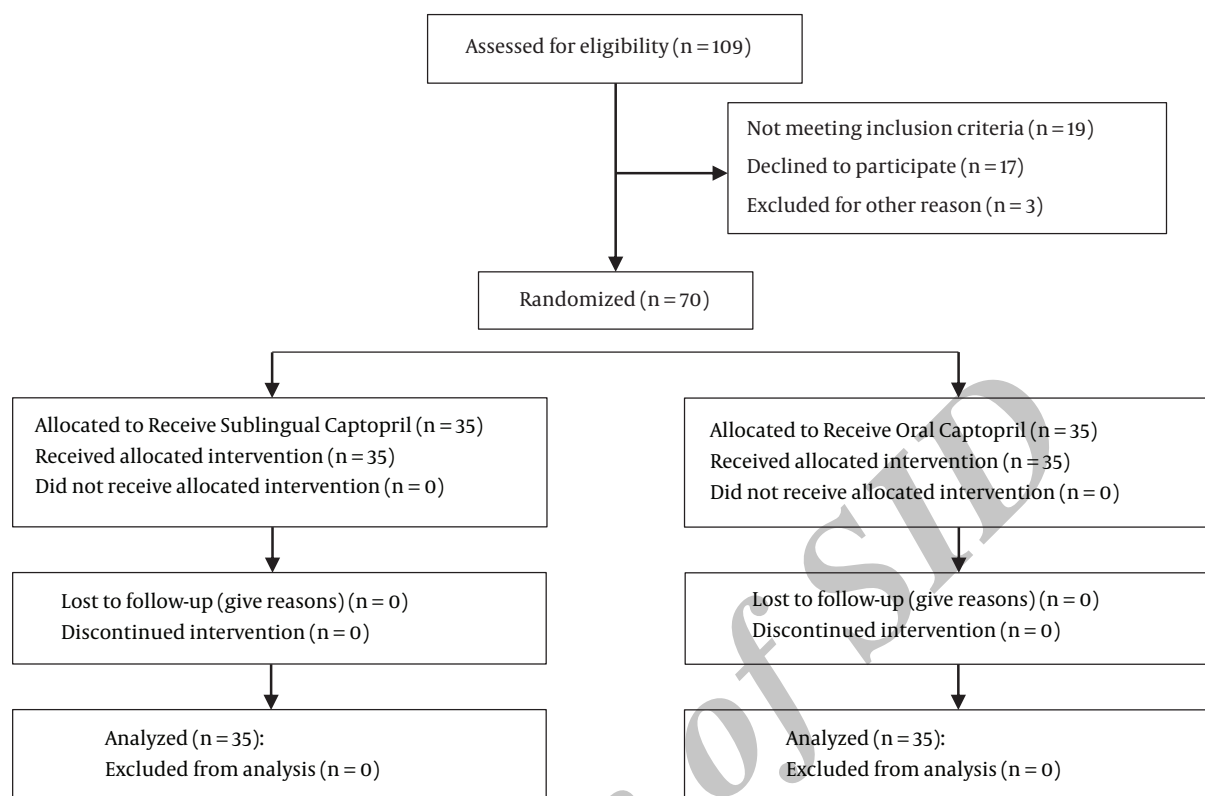 Assessed for eligibility (n = 109)
Not meeting inclusion criteria (n = 19)
Declined to participate (n = 17)
Excluded for other reason (n = 3)
Randomized (n = 70)
Allocated to Receive Sublingual Captopril (n = 35)
Received allocated intervention (n = 35)
Did not receive allocated intervention (n = 0)
Allocated to Receive Oral Captopril (n = 35)
Received allocated intervention (n = 35)
Did not receive allocated intervention (n = 0)
Lost to follow-up (give reasons) (n = 0)
Discontinued intervention (n = 0)
Lost to follow-up (give reasons) (n = 0)
Discontinued intervention (n = 0)
Analyzed (n = 35):
Excluded from analysis (n = 0)
Analyzed (n = 35):
Excluded from analysis (n = 0)
of SID